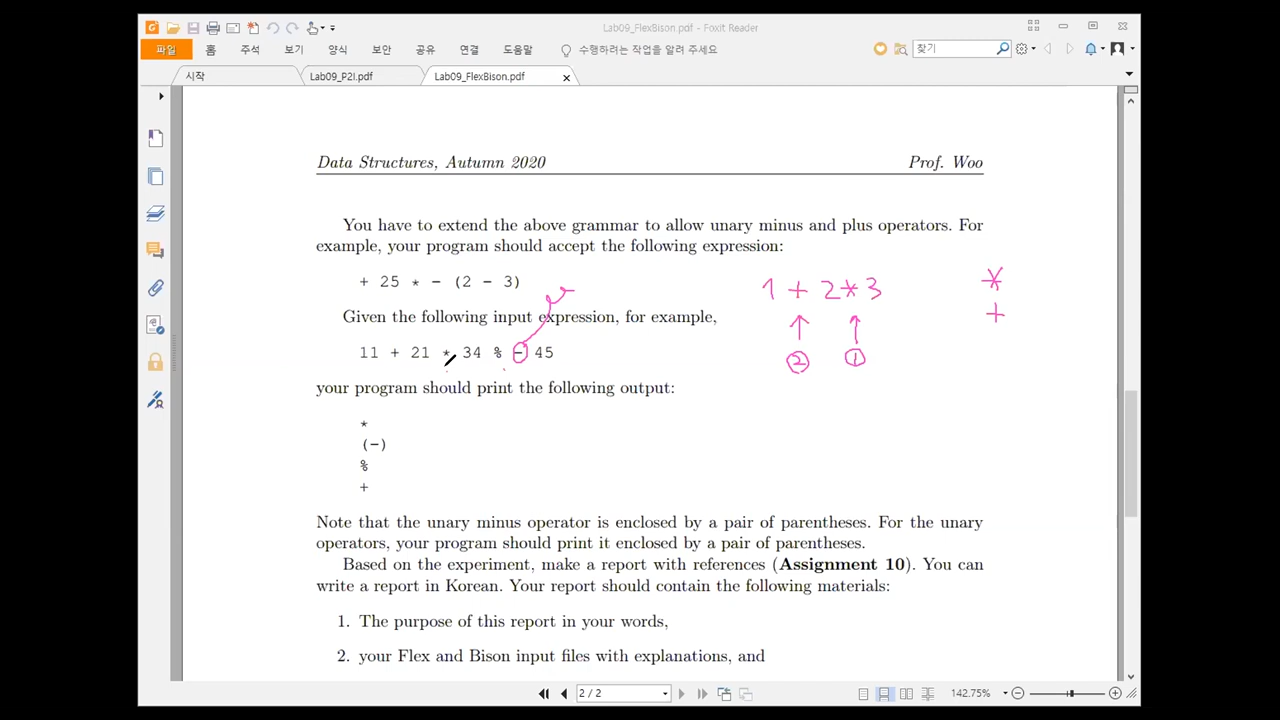 Lab09_FlexBison.pdf - Foxit Reader
파일 홈 주석 보기 양식 보안 공유 연결 도움말 수행하려는 작업을 알려 주세요 찾기
시작 Lab09_P2I.pdf Lab09_FlexBison.pdf
Data Structures, Autumn 2020 Prof. Woo
You have to extend the above grammar to allow unary minus and plus operators. For
example, your program should accept the following expression:
+ 25 * - (2 - 3)
1 + 2 * 3
*
+
Given the following input expression, for example,
11 + 21 * 34 % - 45
② ①
your program should print the following output:
*
(-)
%
+
Note that the unary minus operator is enclosed by a pair of parentheses. For the unary
operators, your program should print it enclosed by a pair of parentheses.
Based on the experiment, make a report with references (Assignment 10). You can
write a report in Korean. Your report should contain the following materials:
1. The purpose of this report in your words,
2. your Flex and Bison input files with explanations, and
2 / 2 142.75%